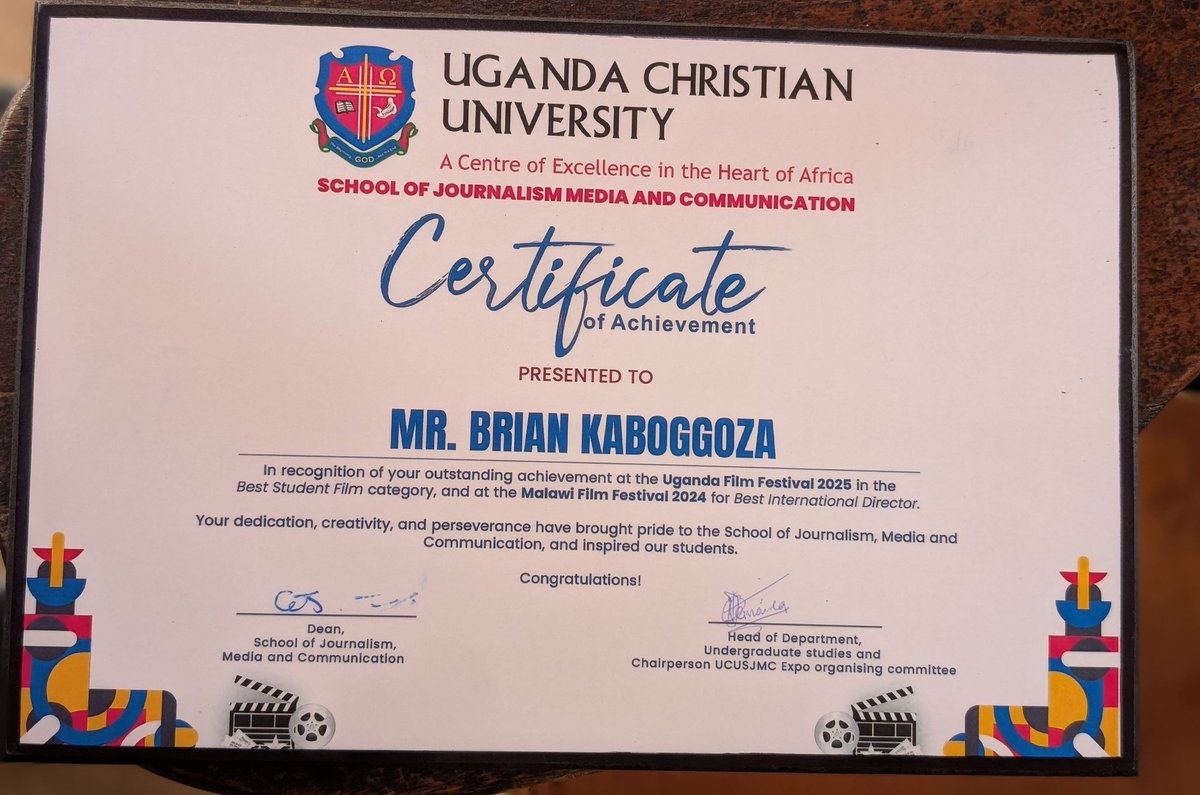 A Ω
GOD
UGANDA CHRISTIAN
UNIVERSITY
A Centre of Excellence in the Heart of Africa
SCHOOL OF JOURNALISM MEDIA AND COMMUNICATION
Certificate
of Achievement
PRESENTED TO
MR. BRIAN KABOGGOZA
In recognition of your outstanding achievement at the Uganda Film Festival 2025 in the
Best Student Film category, and at the Malawi Film Festival 2024 for Best International Director.
Your dedication, creativity, and perseverance have brought pride to the School of Journalism, Media and
Communication, and inspired our students.
Congratulations!
Dean,
School of Journalism,
Media and Communication
Head of Department,
Undergraduate studies and
Chairperson UCUSJMC Expo organising committee